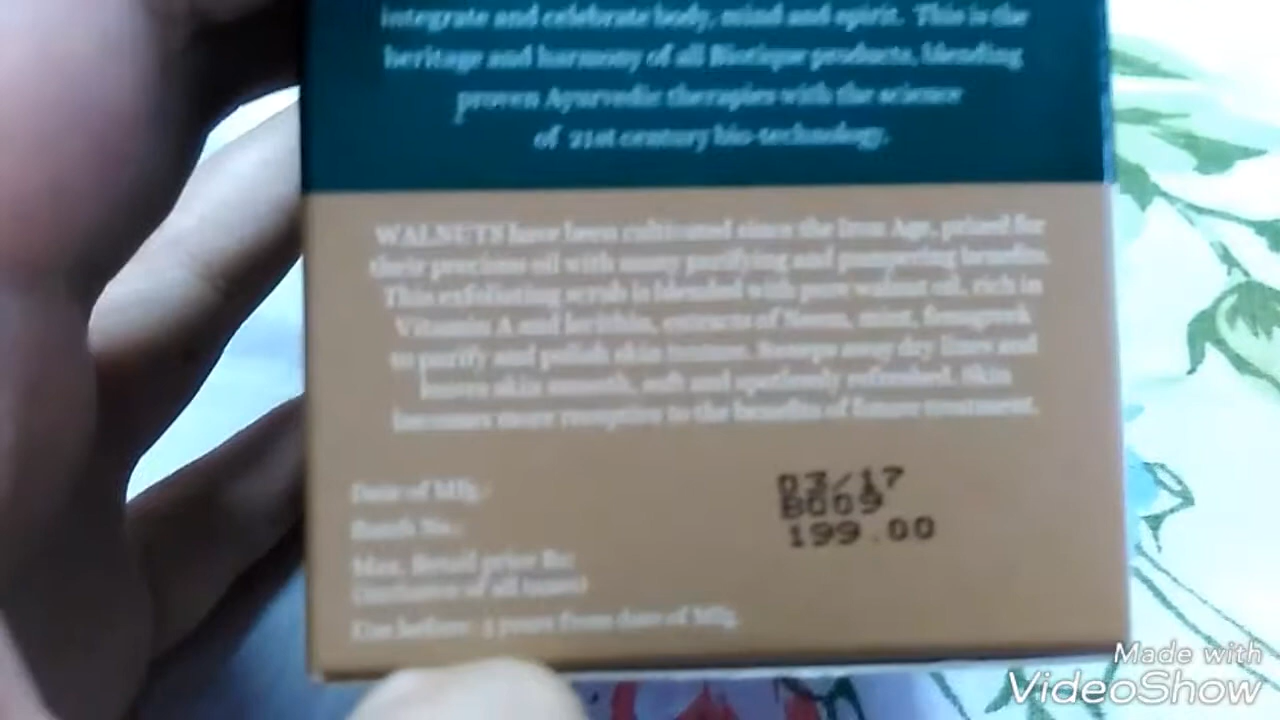 integrate and celebrate body, mind and spirit. This is the
heritage and harmony of all Biotique products, blending
proven Ayurvedic therapies with the science
of 21st century bio-technology.
WALNUTS have been cultivated since the Iron Age, prized for
their precious oil with many purifying and pampering benefits.
This exfoliating scrub is blended with pure walnut oil, rich in
Vitamin A and lecithin, extracts of Neem, mint, fenugreek
to purify and polish skin texture. Sweeps away dry lines and
leaves skin smooth, soft and spotlessly refreshed. Skin
becomes more receptive to the benefits of future treatment.
Date of Mfg.: 03/17
Batch No.: B009
Max. Retail price Rs: 199.00
(inclusive of all taxes)
Use before: 3 years from date of Mfg.
Made with
VideoShow